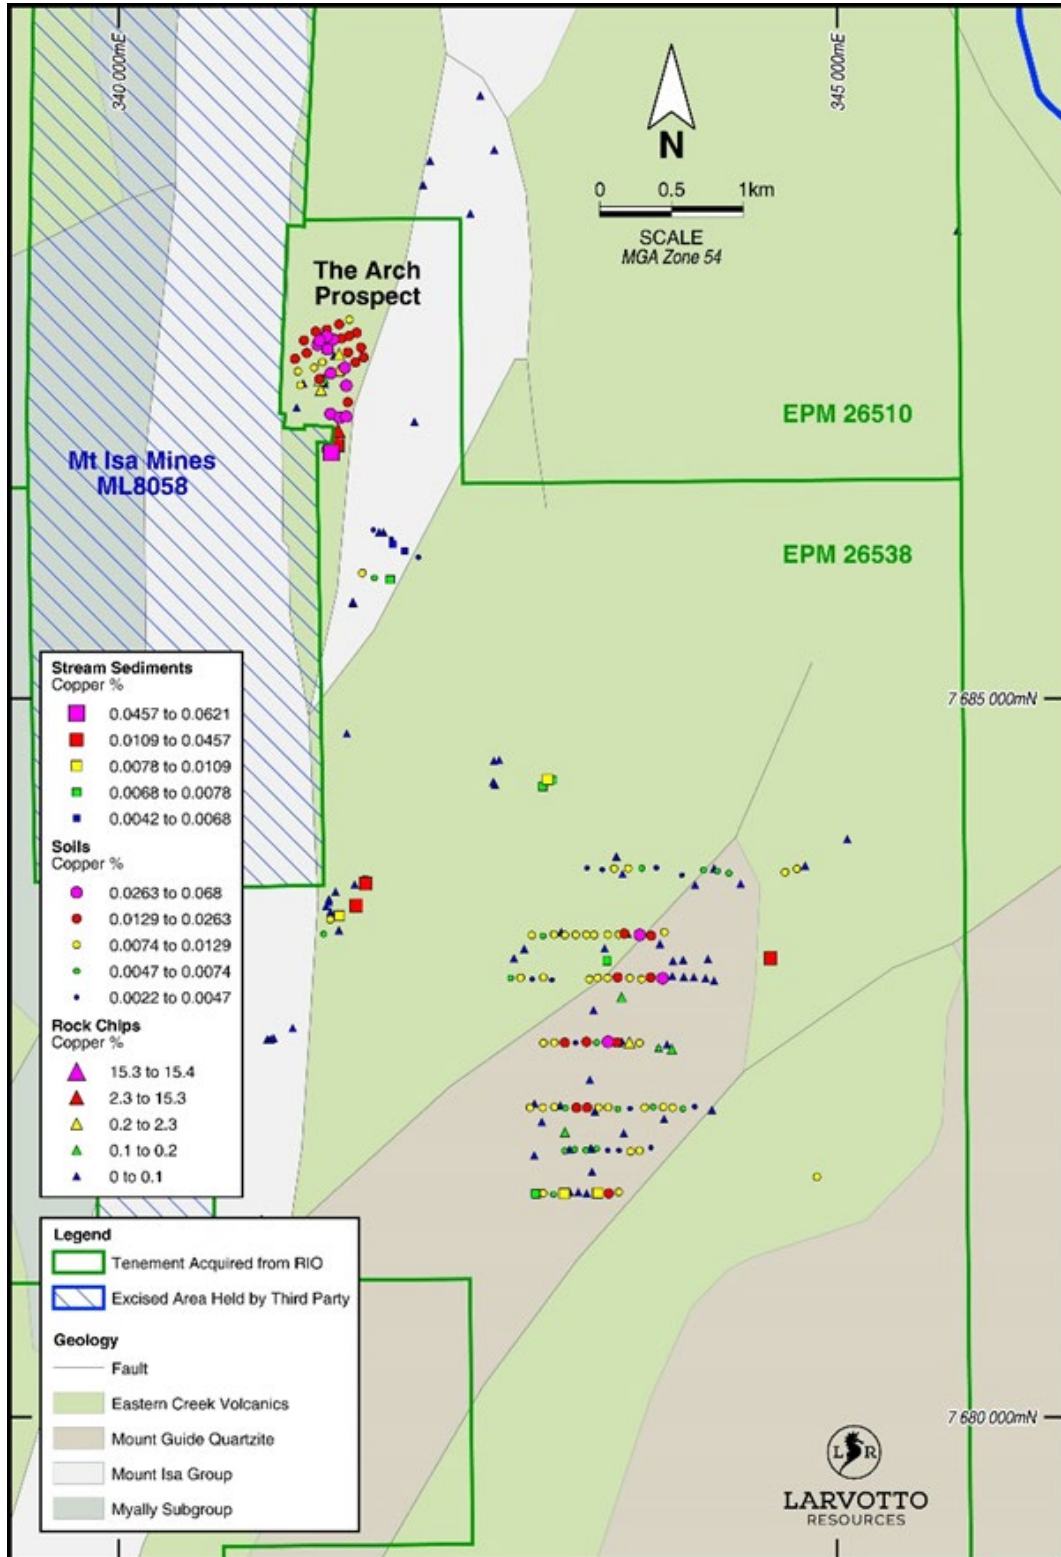 340 000mE
345 000mE
N
0 0.5 1km
SCALE
MGA Zone 54
The Arch
Prospect
EPM 26510
Mt Isa Mines
ML8058
EPM 26538
7 685 000mN
Stream Sediments
Copper %
0.0457 to 0.0621
0.0109 to 0.0457
0.0078 to 0.0109
0.0068 to 0.0078
0.0042 to 0.0068
Soils
Copper %
0.0263 to 0.068
0.0129 to 0.0263
0.0074 to 0.0129
0.0047 to 0.0074
0.0022 to 0.0047
Rock Chips
Copper %
15.3 to 15.4
2.3 to 15.3
0.2 to 2.3
0.1 to 0.2
0 to 0.1
Legend
Tenement Acquired from RIO
Excised Area Held by Third Party
Geology
Fault
Eastern Creek Volcanics
Mount Guide Quartzite
Mount Isa Group
Myally Subgroup
7 680 000mN
L R
LARVOTTO
RESOURCES